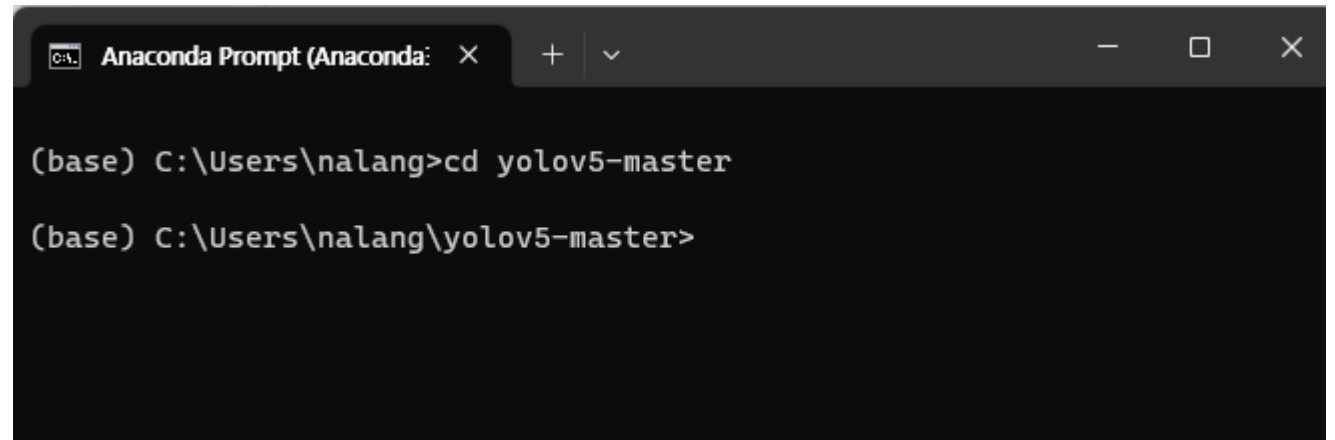 Anaconda Prompt (Anaconda:
(base) C:\Users\nalang>cd yolov5-master
(base) C:\Users\nalang\yolov5-master>